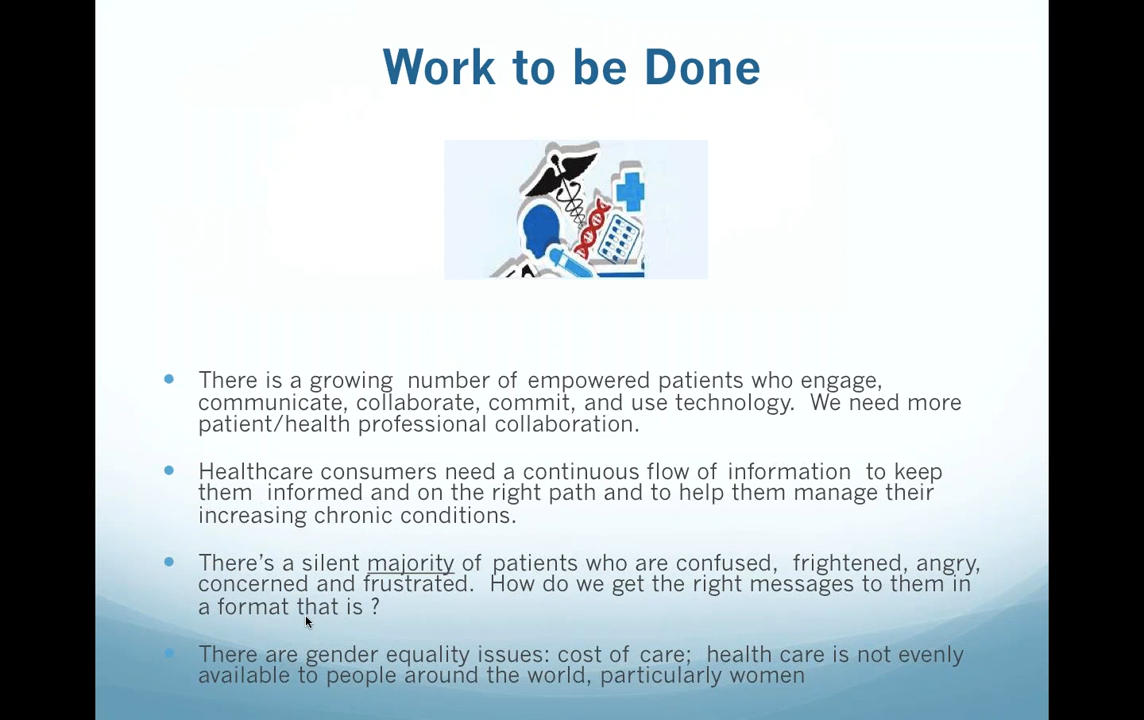 Work to be Done
There is a growing number of empowered patients who engage,
communicate, collaborate, commit, and use technology. We need more
patient/health professional collaboration.
Healthcare consumers need a continuous flow of information to keep
them informed and on the right path and to help them manage their
increasing chronic conditions.
There’s a silent majority of patients who are confused, frightened, angry,
concerned and frustrated. How do we get the right messages to them in
a format that is ?
There are gender equality issues: cost of care; health care is not evenly
available to people around the world, particularly women